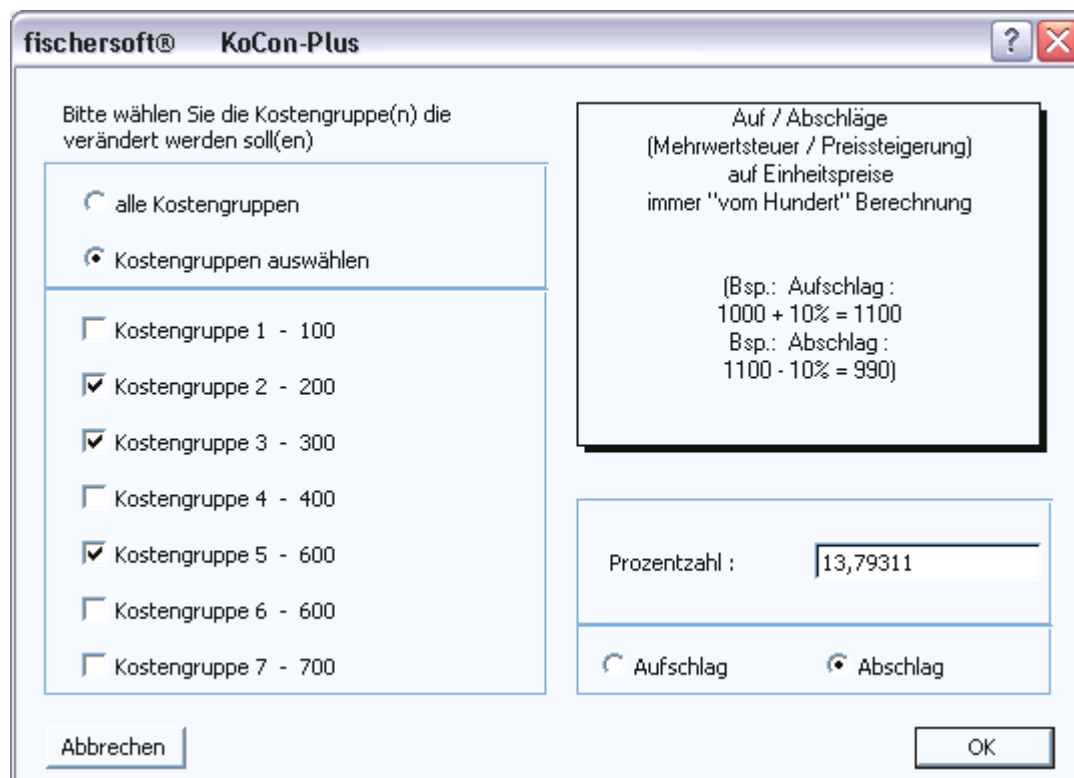 fischersoft® KoCon-Plus
Bitte wählen Sie die Kostengruppe(n) die
verändert werden soll(en)
alle Kostengruppen
Kostengruppen auswählen
Kostengruppe 1 - 100
Kostengruppe 2 - 200
Kostengruppe 3 - 300
Kostengruppe 4 - 400
Kostengruppe 5 - 600
Kostengruppe 6 - 600
Kostengruppe 7 - 700
Auf / Abschläge
(Mehrwertsteuer / Preissteigerung)
auf Einheitspreise
immer "vom Hundert" Berechnung
(Bsp.: Aufschlag :
1000 + 10% = 1100
Bsp.: Abschlag :
1100 - 10% = 990)
Prozentzahl : 13,79311
Aufschlag Abschlag
Abbrechen OK